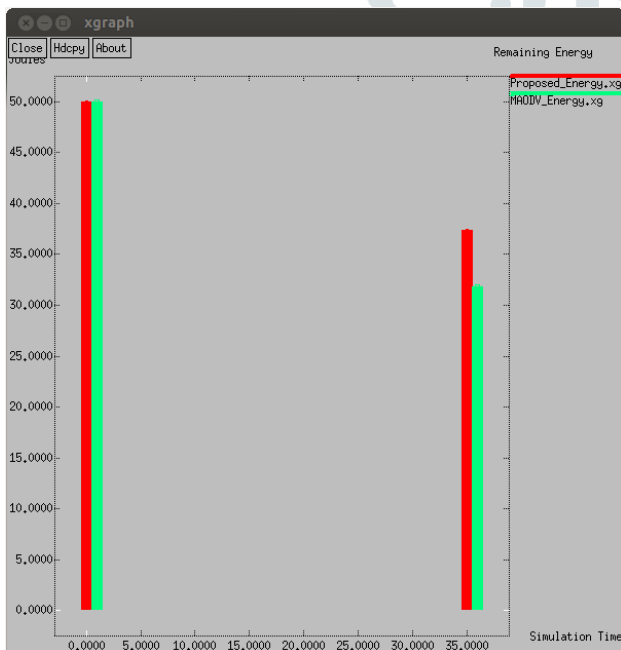 xgraph
Close Hdcpy About
Remaining Energy
Joules
Proposed_Energy.xg
MAODV_Energy.xg
50.0000
45.0000
40.0000
35.0000
30.0000
25.0000
20.0000
15.0000
10.0000
5.0000
0.0000
Simulation Time
0.0000 5.0000 10.0000 15.0000 20.0000 25.0000 30.0000 35.0000